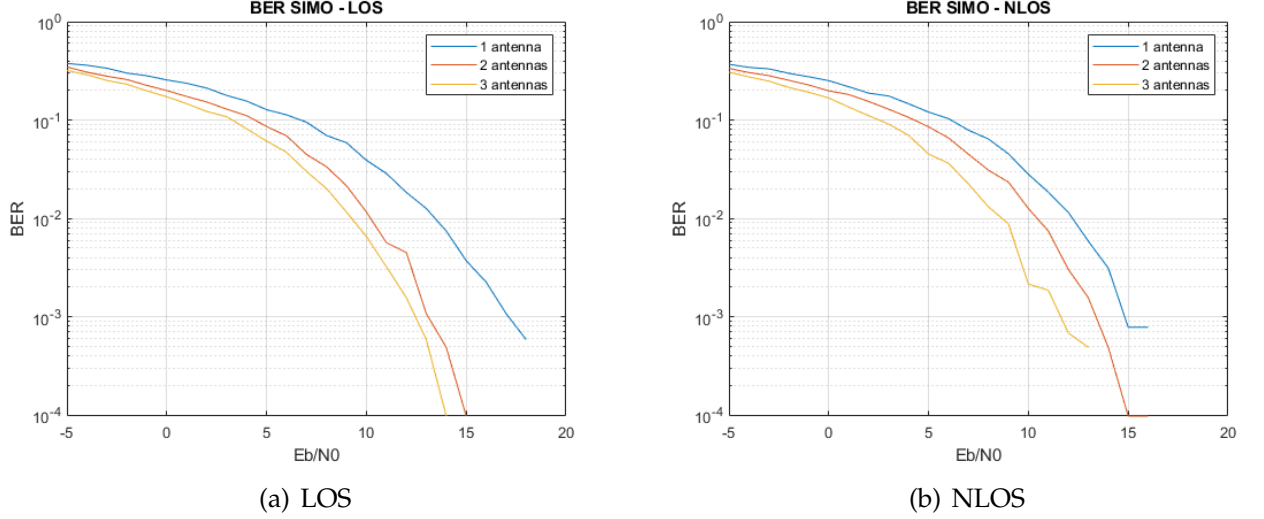 BER SIMO - LOS
10^0
10^-1
10^-2
10^-3
10^-4
BER
1 antenna
2 antennas
3 antennas
-5 0 5 10 15 20
Eb/N0
(a) LOS
BER SIMO - NLOS
10^0
10^-1
10^-2
10^-3
10^-4
BER
1 antenna
2 antennas
3 antennas
-5 0 5 10 15 20
Eb/N0
(b) NLOS